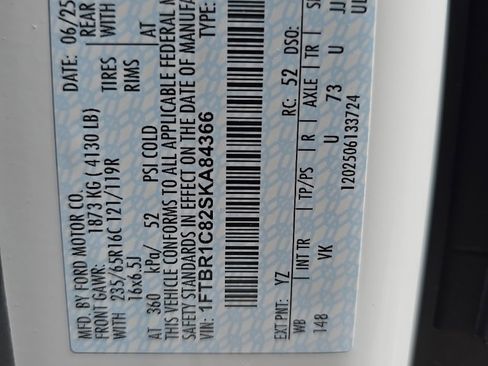 MFD. BY FORD MOTOR CO.
DATE: 06/25
FRONT GAWR: 1873 KG ( 4130 LB) REAR
WITH 235/65R16C 121/119R TIRES WITH
16x6.5J RIMS
AT 360 kPa/ 52 PSI COLD AT
THIS VEHICLE CONFORMS TO ALL APPLICABLE FEDERAL
SAFETY STANDARDS IN EFFECT ON THE DATE OF
VIN: 1FTBR1C82SKA84366 TYPE:
EXT PNT: YZ RC: 52 DSO:
WB INT TR TP/PS R AXLE TR
148 VK U 73 U
1202506133724